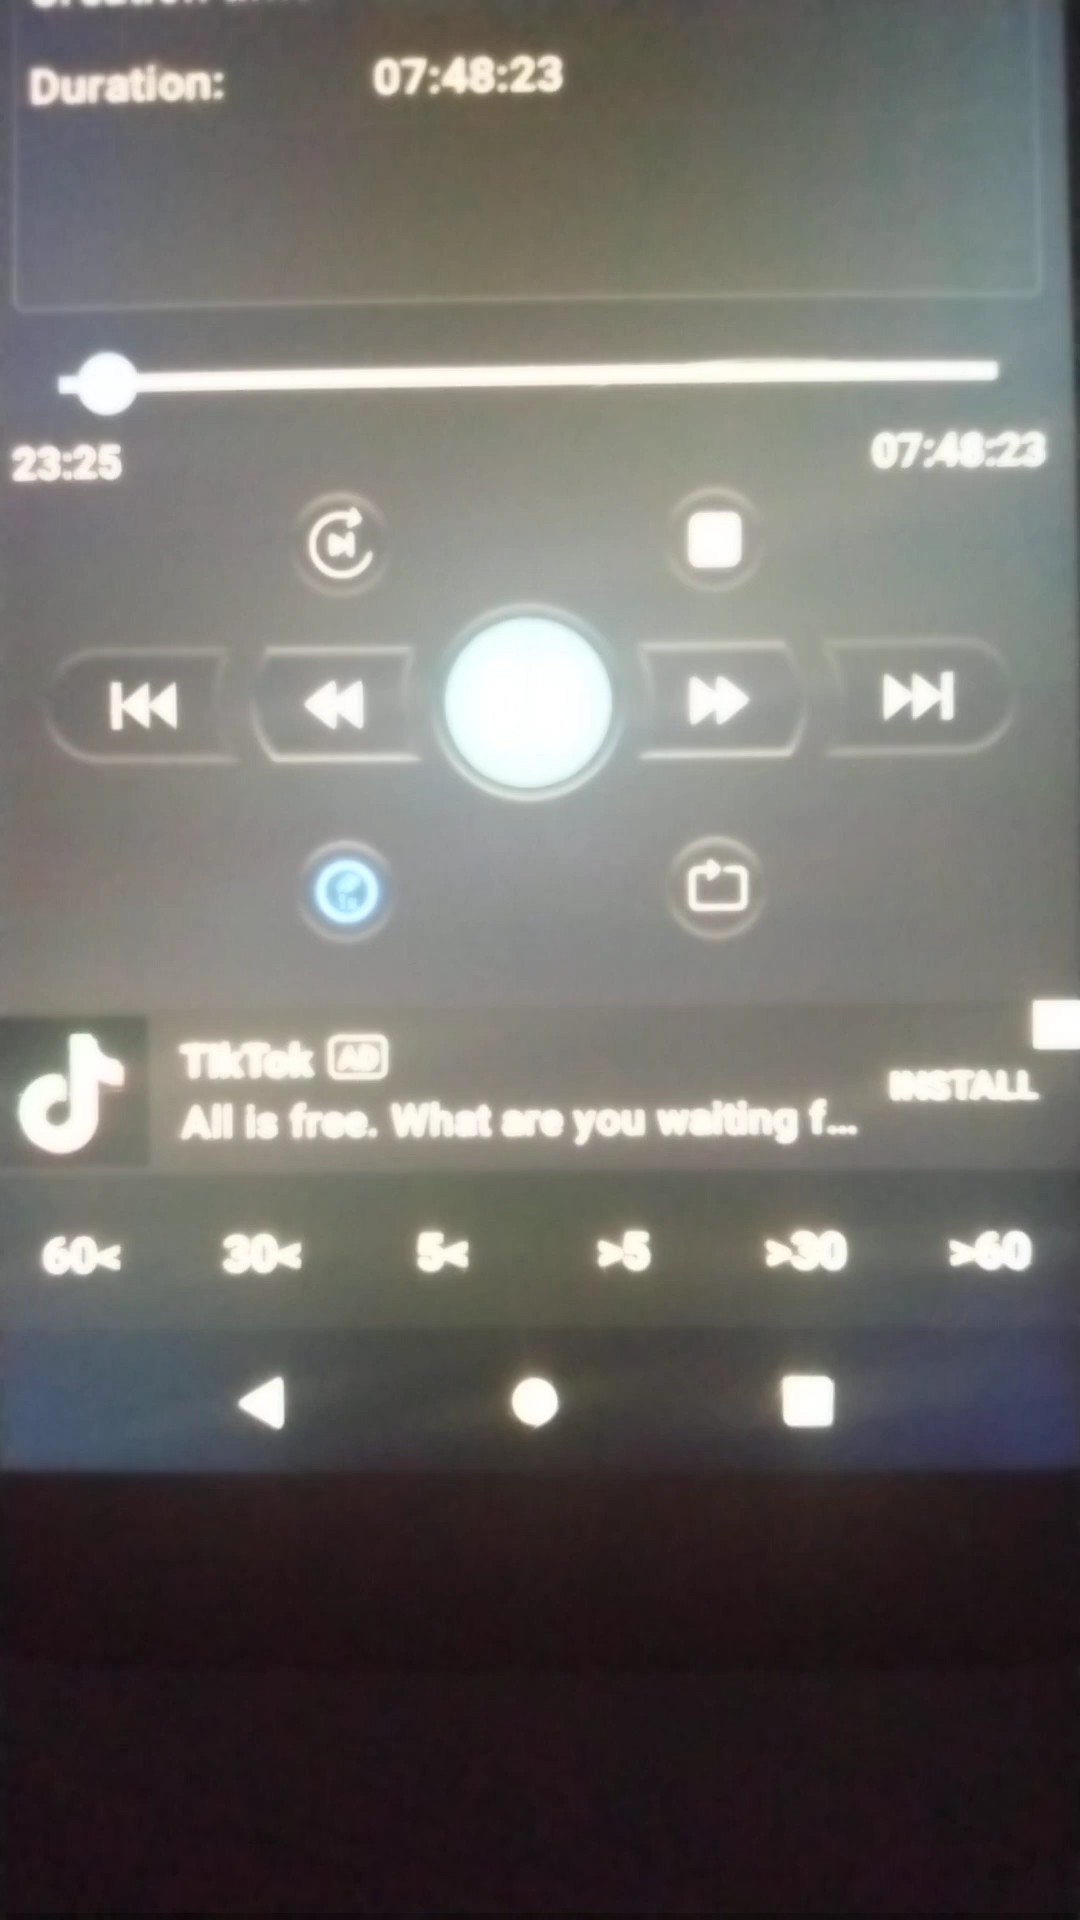 Duration: 07:48:23
23:25 07:48:23
TikTok AD
All is free. What are you waiting f...
INSTALL
60< 30< 5< >5 >30 >60